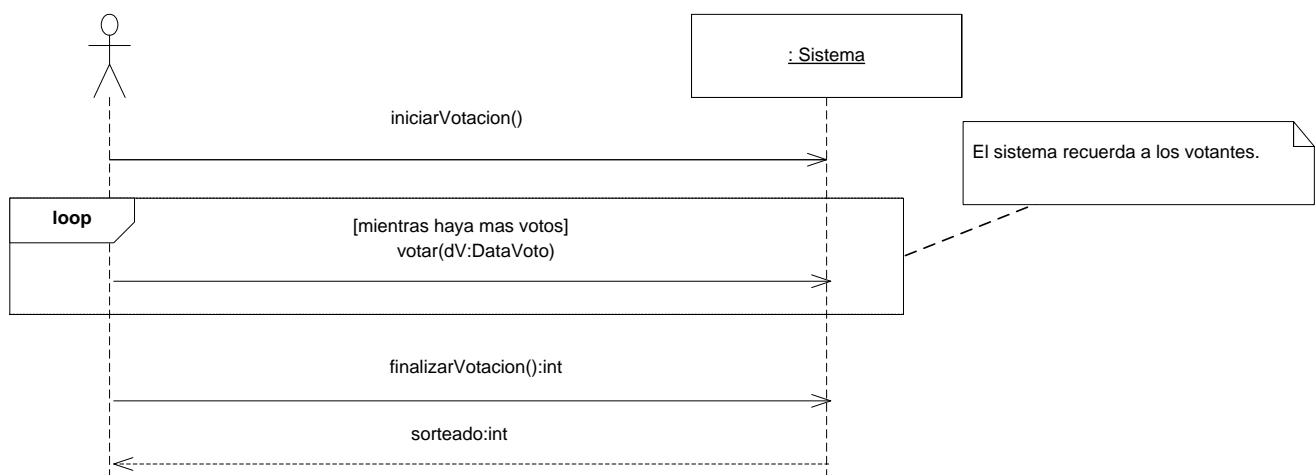 : Sistema
iniciarVotacion()
El sistema recuerda a los votantes.
loop
[mientras haya mas votos]
votar(dV:DataVoto)
finalizarVotacion():int
sorteado:int